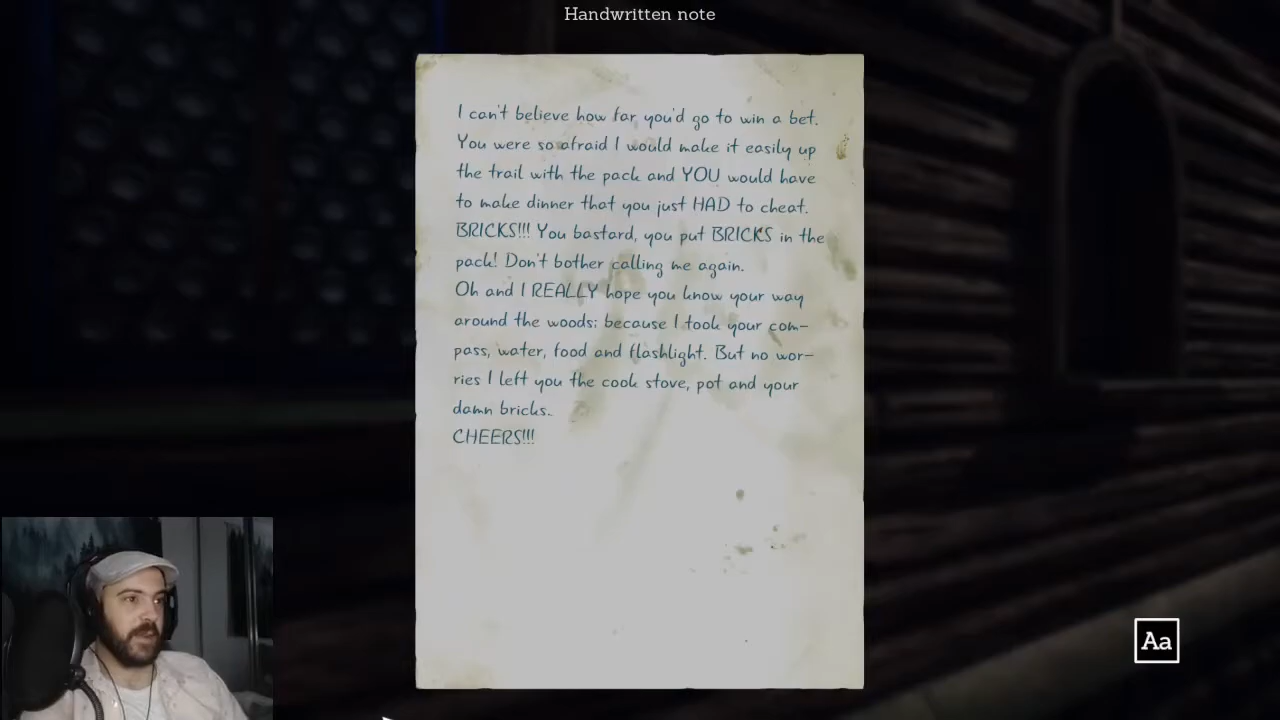 Handwritten note
I can't believe how far you'd go to win a bet.
You were so afraid I would make it easily up
the trail with the pack and YOU would have
to make dinner that you just HAD to cheat.
BRICKS!!! You bastard, you put BRICKS in the
pack! Don't bother calling me again.
Oh and I REALLY hope you know your way
around the woods; because I took your com-
pass, water, food and flashlight. But no wor-
ries I left you the cook stove, pot and your
damn bricks..
CHEERS!!!
Aa